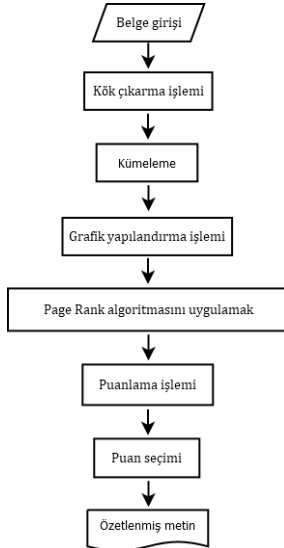 Belge girişi
Kök çıkarma işlemi
Kümeleme
Grafik yapılandırma işlemi
Page Rank algoritmasını uygulamak
Puanlama işlemi
Puan seçimi
Özetlenmiş metin